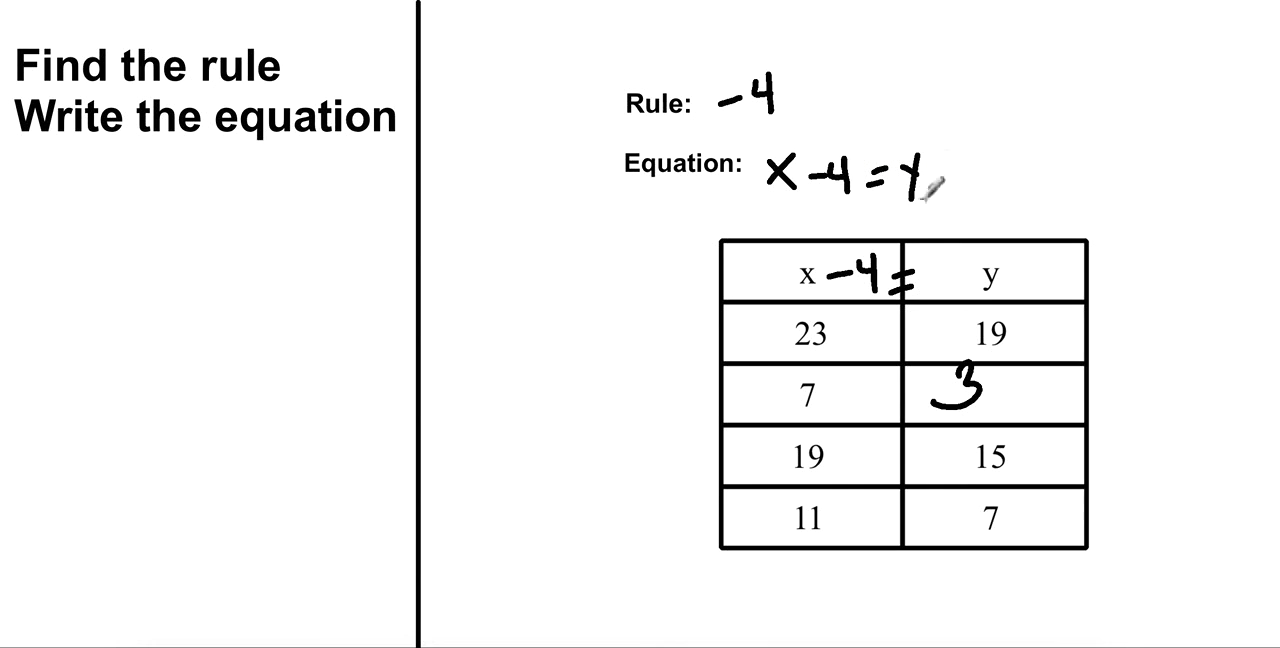 Find the rule
Write the equation
Rule: -4
Equation: x-4=y
x -4= y
23 19
7 3
19 15
11 7